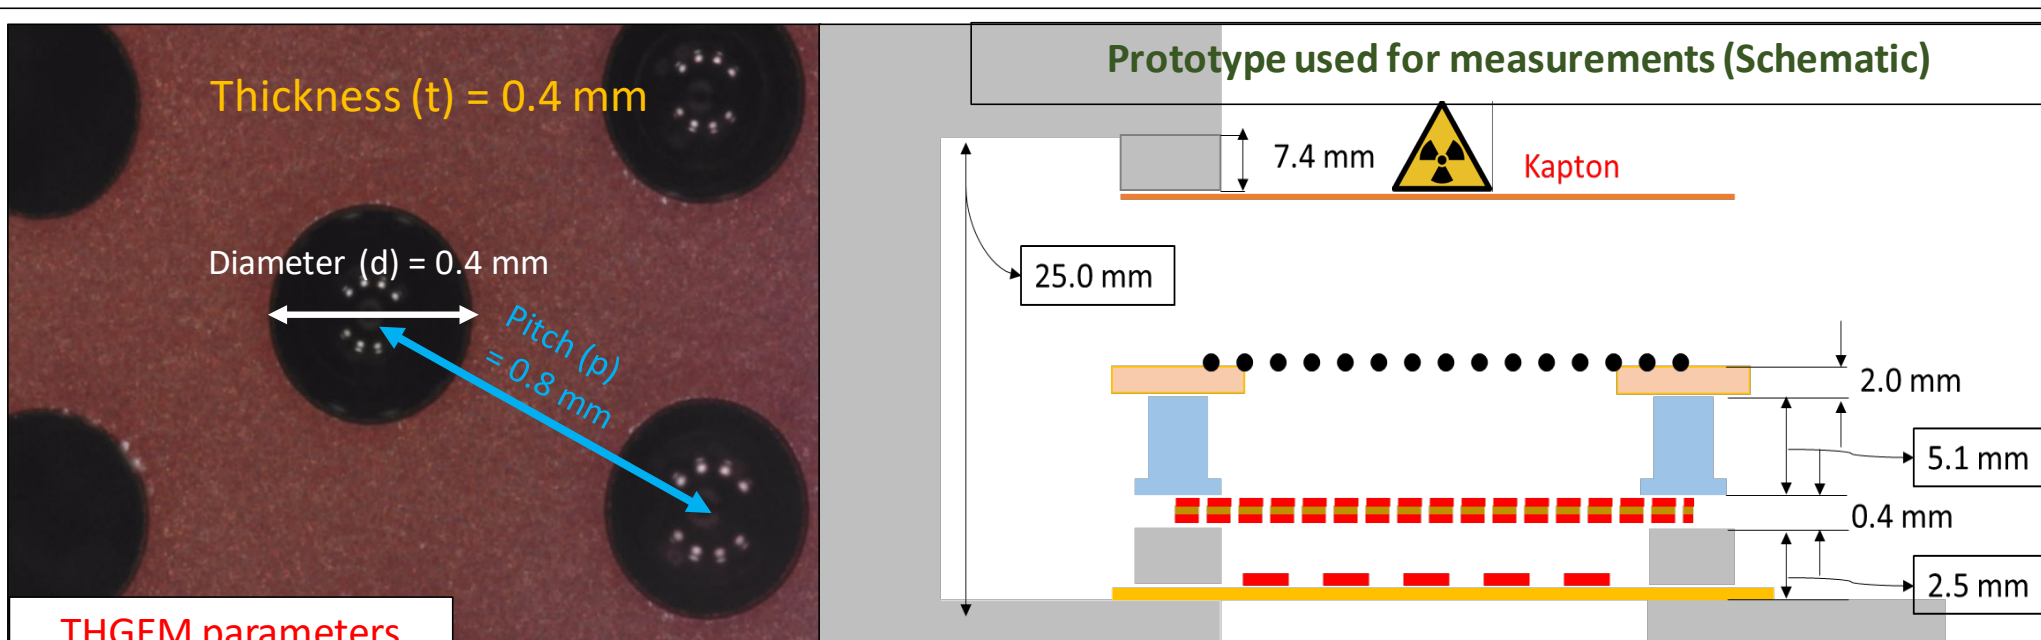 Thickness (t) = 0.4 mm
Diameter (d) = 0.4 mm
Pitch (p)
= 0.8 mm
THGEM parameters
Prototype used for measurements (Schematic)
7.4 mm
Kapton
25.0 mm
2.0 mm
5.1 mm
0.4 mm
2.5 mm